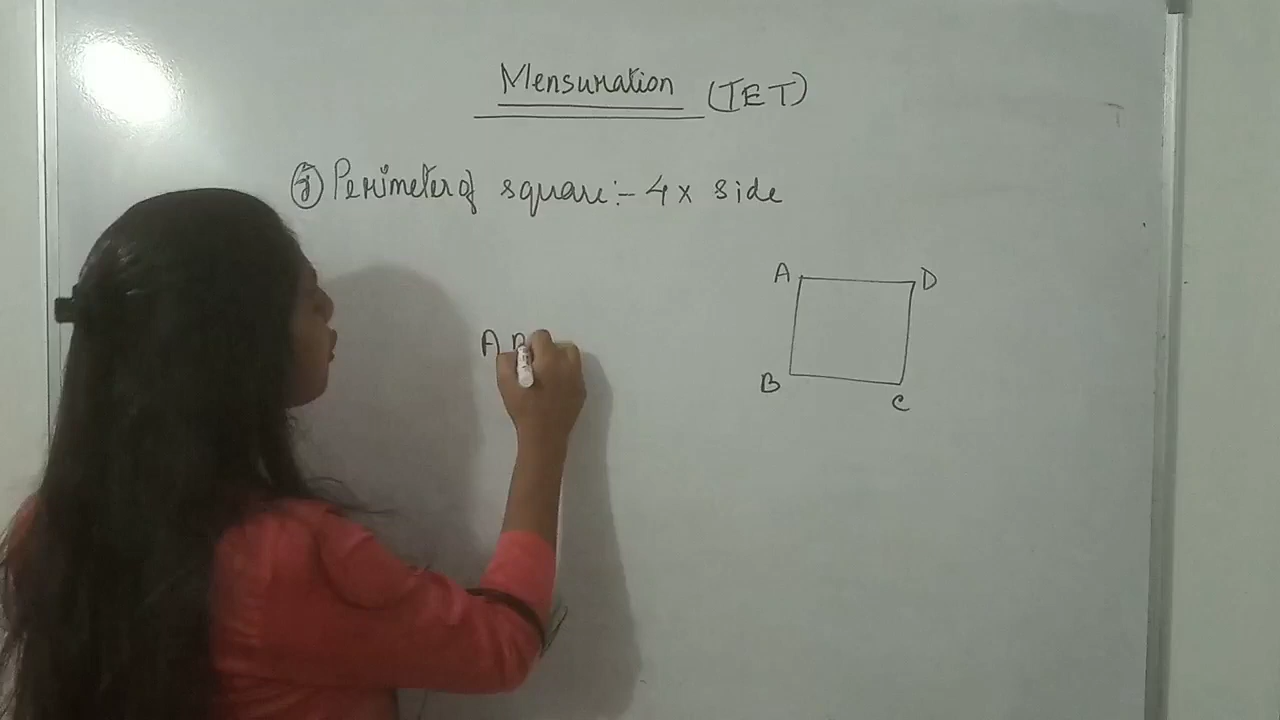 Mensuration (TET)
Perimeter of square:- 4 x side
A D
A B
B C